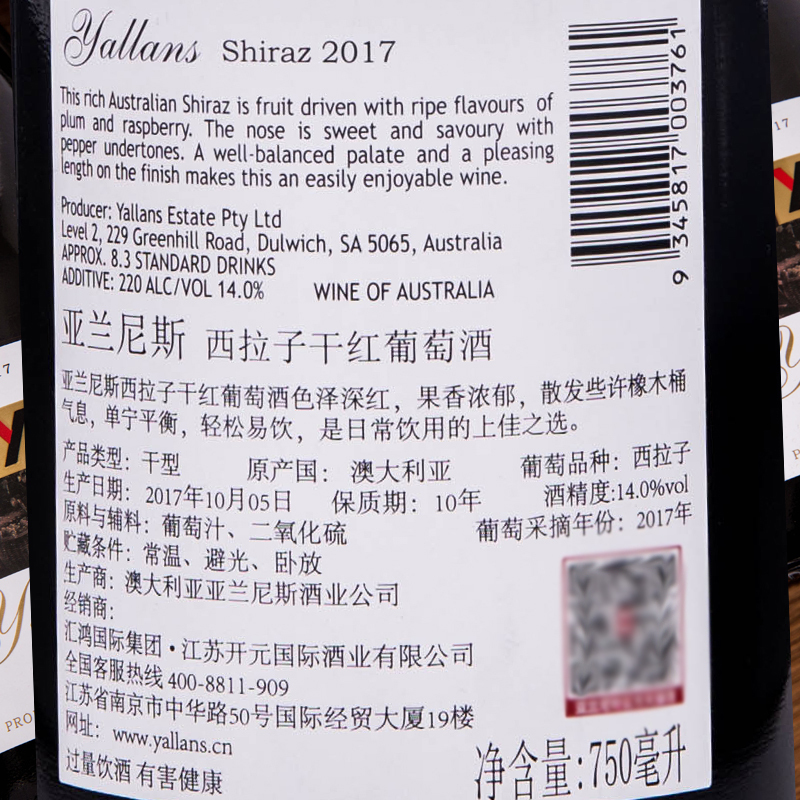 Yallans Shiraz 2017
This rich Australian Shiraz is fruit driven with ripe flavours of
plum and raspberry. The nose is sweet and savoury with
pepper undertones. A well-balanced palate and a pleasing
length on the finish makes this an easily enjoyable wine.
Producer: Yallans Estate Pty Ltd
Level 2, 229 Greenhill Road, Dulwich, SA 5065, Australia
APPROX. 8.3 STANDARD DRINKS
ADDITIVE: 220 ALC/VOL 14.0% WINE OF AUSTRALIA
9 345817 003761
亚兰尼斯 西拉子干红葡萄酒
亚兰尼斯西拉子干红葡萄酒色泽深红，果香浓郁，散发些许橡木桶
气息，单宁平衡，轻松易饮，是日常饮用的上佳之选。
产品类型：干型 原产国：澳大利亚 葡萄品种：西拉子
生产日期：2017年10月05日 保质期：10年 酒精度:14.0%vol
原料与辅料：葡萄汁、二氧化硫 葡萄采摘年份：2017年
贮藏条件：常温、避光、卧放
生产商：澳大利亚亚兰尼斯酒业公司
经销商：
汇鸿国际集团·江苏开元国际酒业有限公司
全国客服热线 400-8811-909
江苏省南京市中华路50号国际经贸大厦19楼
网址：www.yallans.cn
过量饮酒 有害健康
净含量:750毫升
17
7
PRO